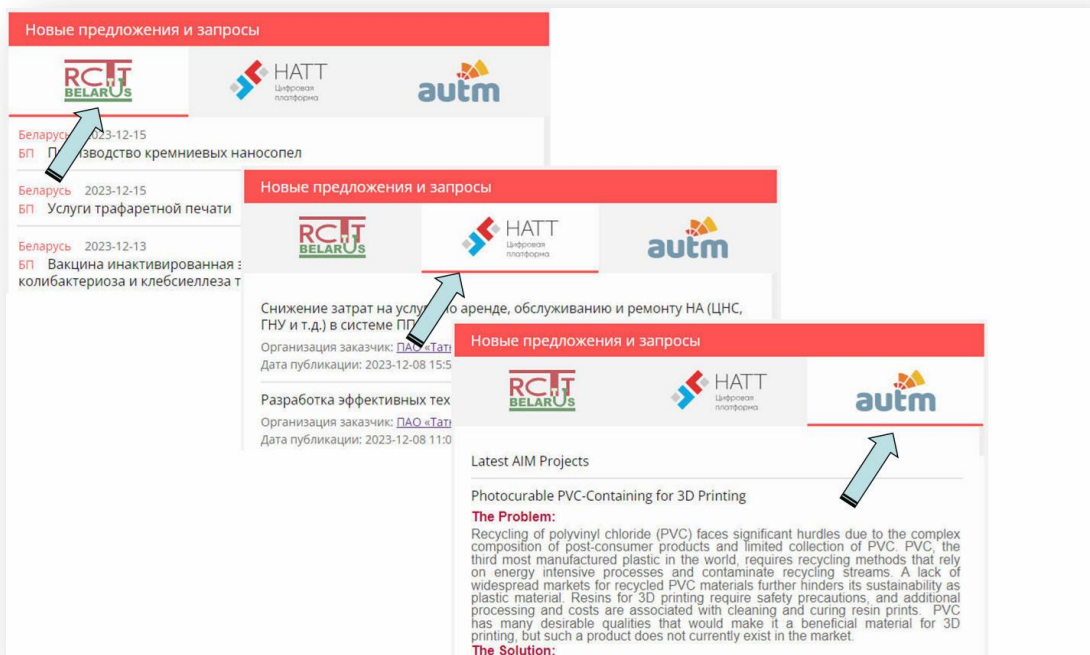 Новые предложения и запросы
RCTT
BELARUS
НАТТ
Цифровая
платформа
autm
Беларусь 2023-12-15
БП Производство кремниевых наносопел
Беларусь 2023-12-15
БП Услуги трафаретной печати
Беларусь 2023-12-13
БП Вакцина инактивированная
колибактериоза и клебсиеллеза
Новые предложения и запросы
RCTT
BELARUS
НАТТ
Цифровая
платформа
autm
Снижение затрат на услуги по аренде, обслуживанию и ремонту НА (ЦНС,
ГНУ и т.д.) в системе
Организация заказчик: ПАО
Дата публикации: 2023-12-08
Разработка эффективных
Организация заказчик: ПАО
Дата публикации: 2023-12-08
Новые предложения и запросы
RCTT
BELARUS
НАТТ
Цифровая
платформа
autm
Latest AIM Projects
Photocurable PVC-Containing for 3D Printing
The Problem:
Recycling of polyvinyl chloride (PVC) faces significant hurdles due to the complex
composition of post-consumer products and limited collection of PVC. PVC, the
third most manufactured plastic in the world, requires recycling methods that rely
on energy intensive processes and contaminate recycling streams. A lack of
widespread markets for recycled PVC materials further hinders its sustainability as
plastic material. Resins for 3D printing require safety precautions, and additional
processing and costs are associated with cleaning and curing resin prints. PVC
has many desirable qualities that would make it a beneficial material for 3D
printing, but such a product does not currently exist in the market.
The Solution: